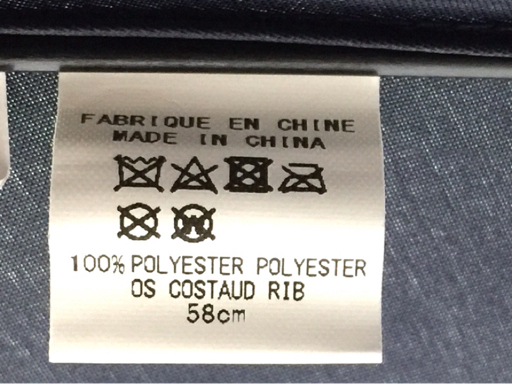 FABRIQUE EN CHINE
MADE IN CHINA
W
100% POLYESTER POLYESTER
OS COSTAUD RIB
58cm